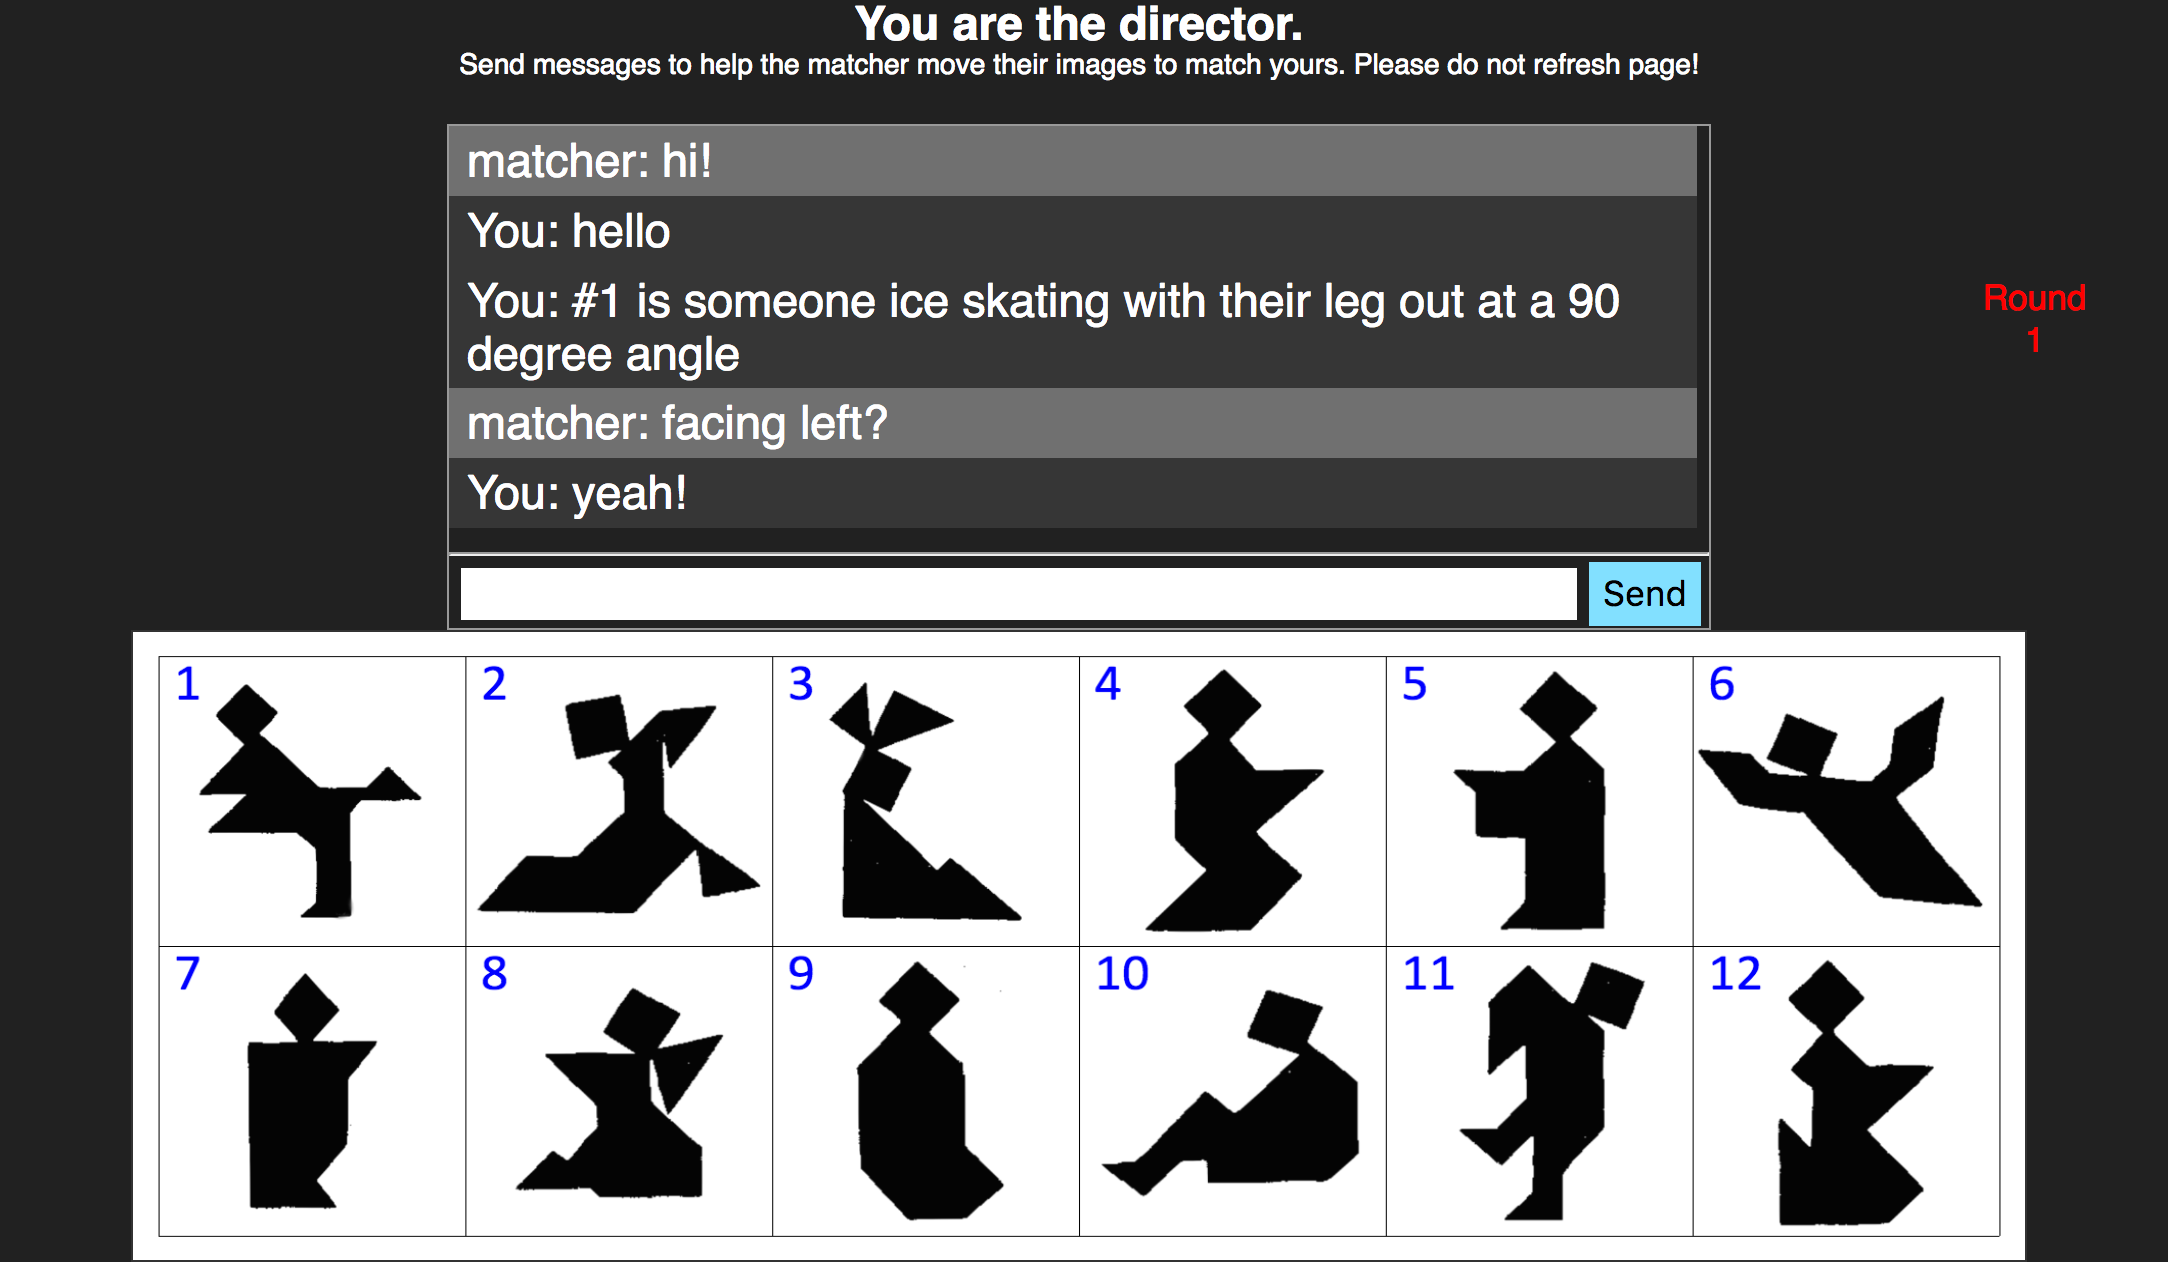 You are the director.
Send messages to help the matcher move their images to match yours. Please do not refresh page!
matcher: hi!
You: hello
You: #1 is someone ice skating with their leg out at a 90
degree angle
matcher: facing left?
You: yeah!
Send
Round
1
1
2
3
4
5
6
7
8
9
10
11
12